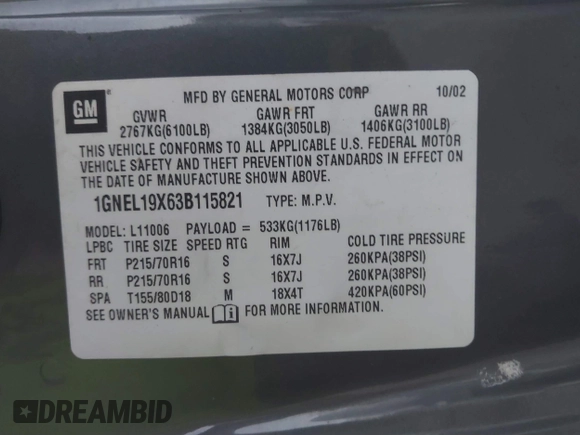 GM
MFD BY GENERAL MOTORS CORP 10/02
GVWR GAWR FRT GAWR RR
2767KG(6100LB) 1384KG(3050LB) 1406KG(3100LB)
THIS VEHICLE CONFORMS TO ALL APPLICABLE U.S. FEDERAL MOTOR
VEHICLE SAFETY AND THEFT PREVENTION STANDARDS IN EFFECT ON
THE DATE OF MANUFACTURE SHOWN ABOVE.
1GNEL19X63B115821 TYPE: M.P.V.
MODEL: L11006 PAYLOAD = 533KG(1176LB)
LPBC TIRE SIZE SPEED RTG RIM COLD TIRE PRESSURE
FRT P215/70R16 S 16X7J 260KPA(38PSI)
RR P215/70R16 S 16X7J 260KPA(38PSI)
SPA T155/80D18 M 18X4T 420KPA(60PSI)
SEE OWNER'S MANUAL i FOR MORE INFORMATION.
DREAMBID